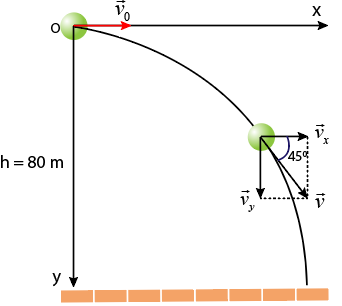 x
O
v⃗₀
h = 80 m
v⃗ₓ
45°
v⃗ᵧ
v⃗
y